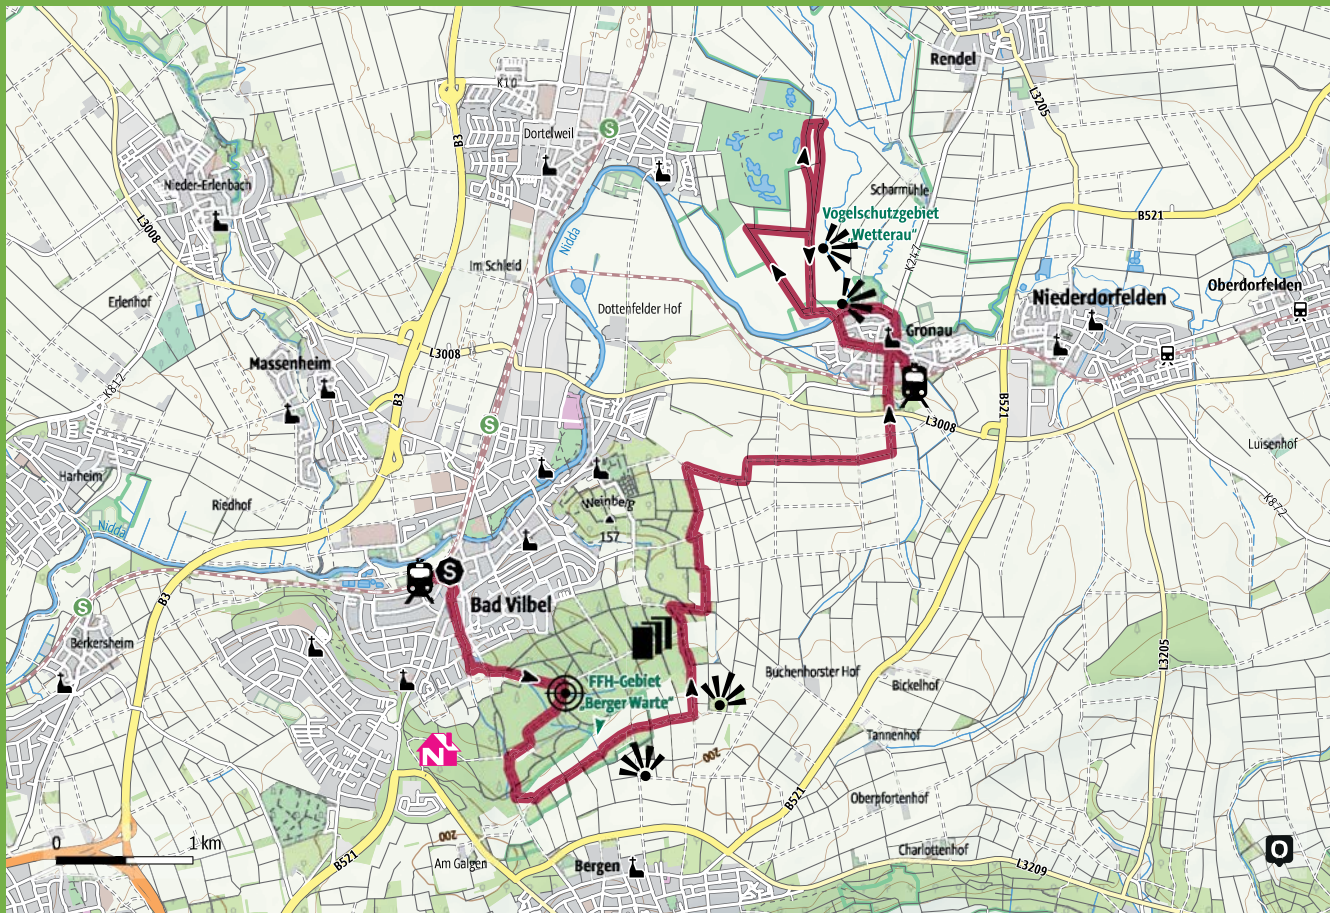 Rendel
K10
L3205
B3
Dortelweil
S
Nieder-Erlenbach
Scharmühle
Vogelschutzgebiet
„Wetterau“
B521
L3008
Nidda
K247
Im Schleid
Erlenhof
Dottenfelder Hof
Oberdorfelden
Niederdorfelden
Gronau
L3008
Massenheim
K812
B3
B521
L3008
S
Luisenhof
Harheim
Weinberg
157
Riedhof
K872
Nidda
S
B3
S
Bad Vilbel
Berkersheim
L3205
Buchenhorster Hof
Bickelhof
FFH-Gebiet
„Berger Warte“
Tannenhof
N
200
B521
Oberpfortenhof
200
0
1 km
Am Galgen
B521
Bergen
Charlottenhof
L3209
O